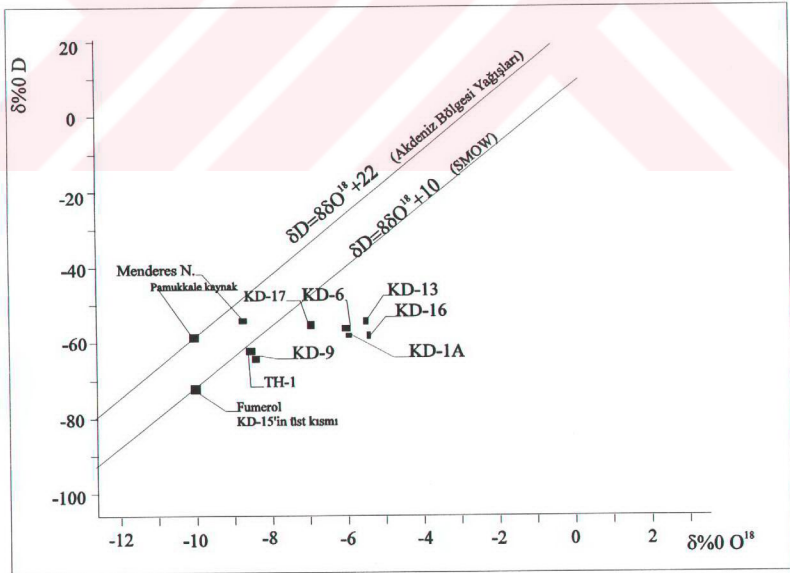 δ%0 D
20
0
-20
-40
-60
-80
-100
-12
-10
-8
-6
-4
-2
0
2
δ%0 O¹⁸
δD=8δO¹⁸+22 (Akdeniz Bölgesi Yağışları)
δD=8δO¹⁸+10 (SMOW)
Menderes N.
Pamukkale kaynak
KD-17
KD-6
KD-13
KD-16
KD-1A
KD-9
TH-1
Fumerol
KD-15'in üst kısmı